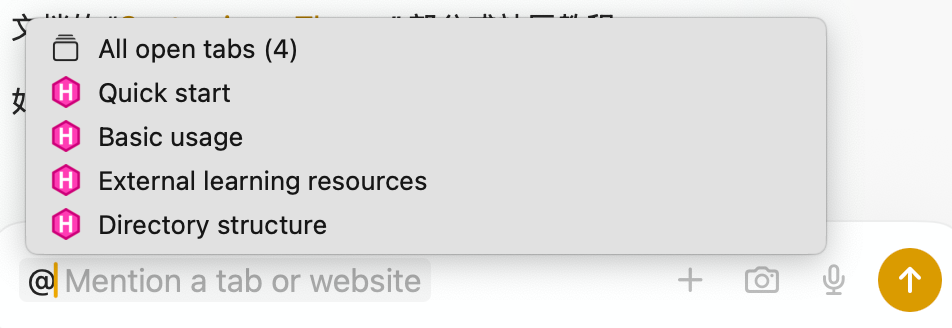 All open tabs (4)
Quick start
Basic usage
External learning resources
Directory structure
@ Mention a tab or website